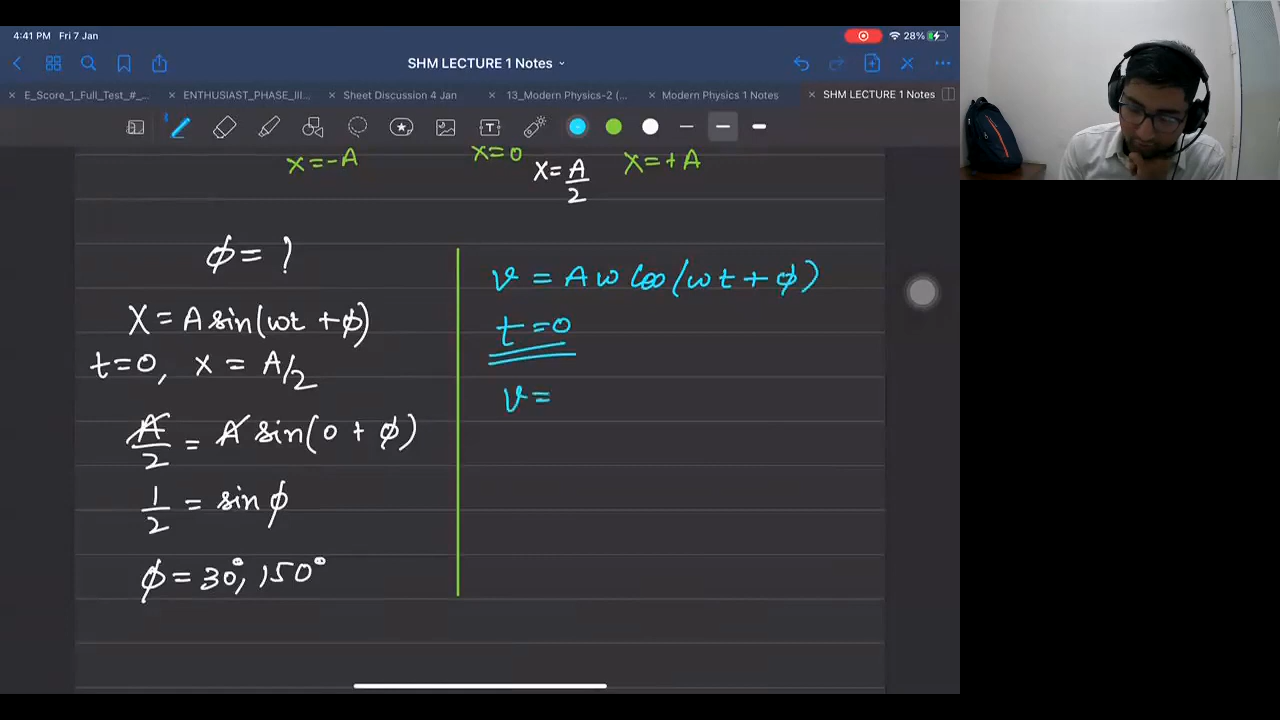 4:41 PM Fri 7 Jan
28%
SHM LECTURE 1 Notes
E_Score_1_Full_Test_#_...
ENTHUSIAST_PHASE_III...
Sheet Discussion 4 Jan
13_Modern Physics-2 (...
Modern Physics 1 Notes
SHM LECTURE 1 Notes
x=-A
x=0
x=A/2
x=+A
φ = ?
X = A sin(ωt + φ)
t=0, x = A/2
A/2 = A sin(0 + φ)
1/2 = sin φ
φ = 30°, 150°
v = A ω cos(ωt + φ)
t = 0
v =